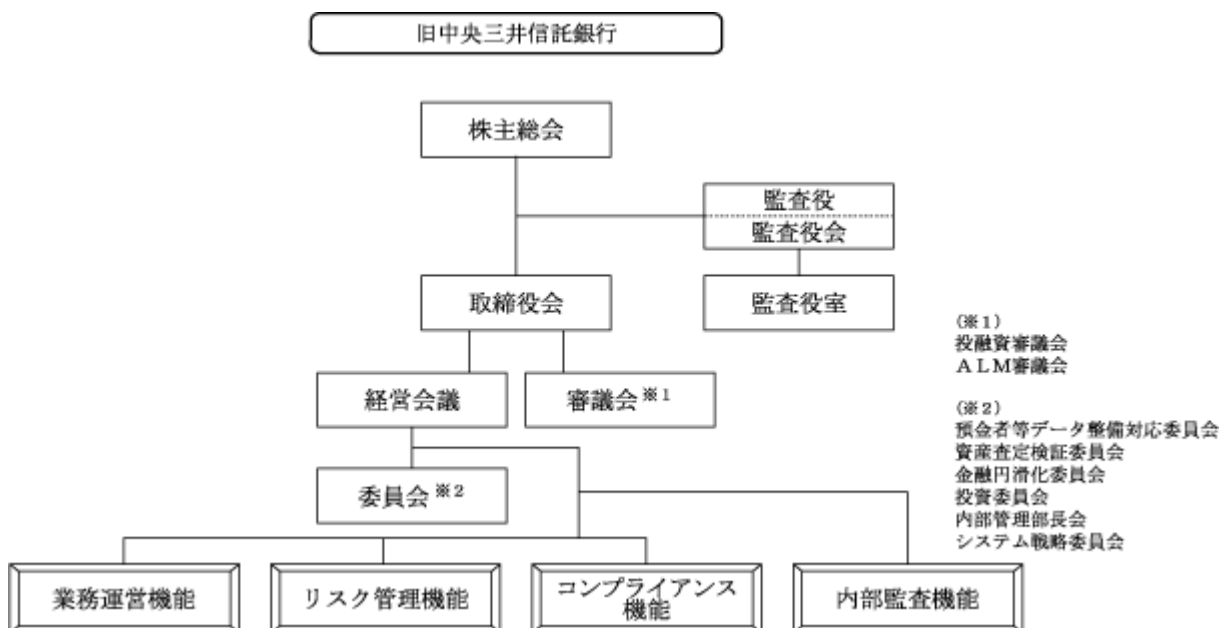 旧中央三井信託銀行
株主総会
監査役
監査役会
取締役会
監査役室
(※1)
投融資審議会
ALM審議会
経営会議
審議会※1
(※2)
預金者等データ整備対応委員会
資産査定検証委員会
金融円滑化委員会
投資委員会
内部管理部長会
システム戦略委員会
委員会※2
業務運営機能
リスク管理機能
コンプライアンス
機能
内部監査機能